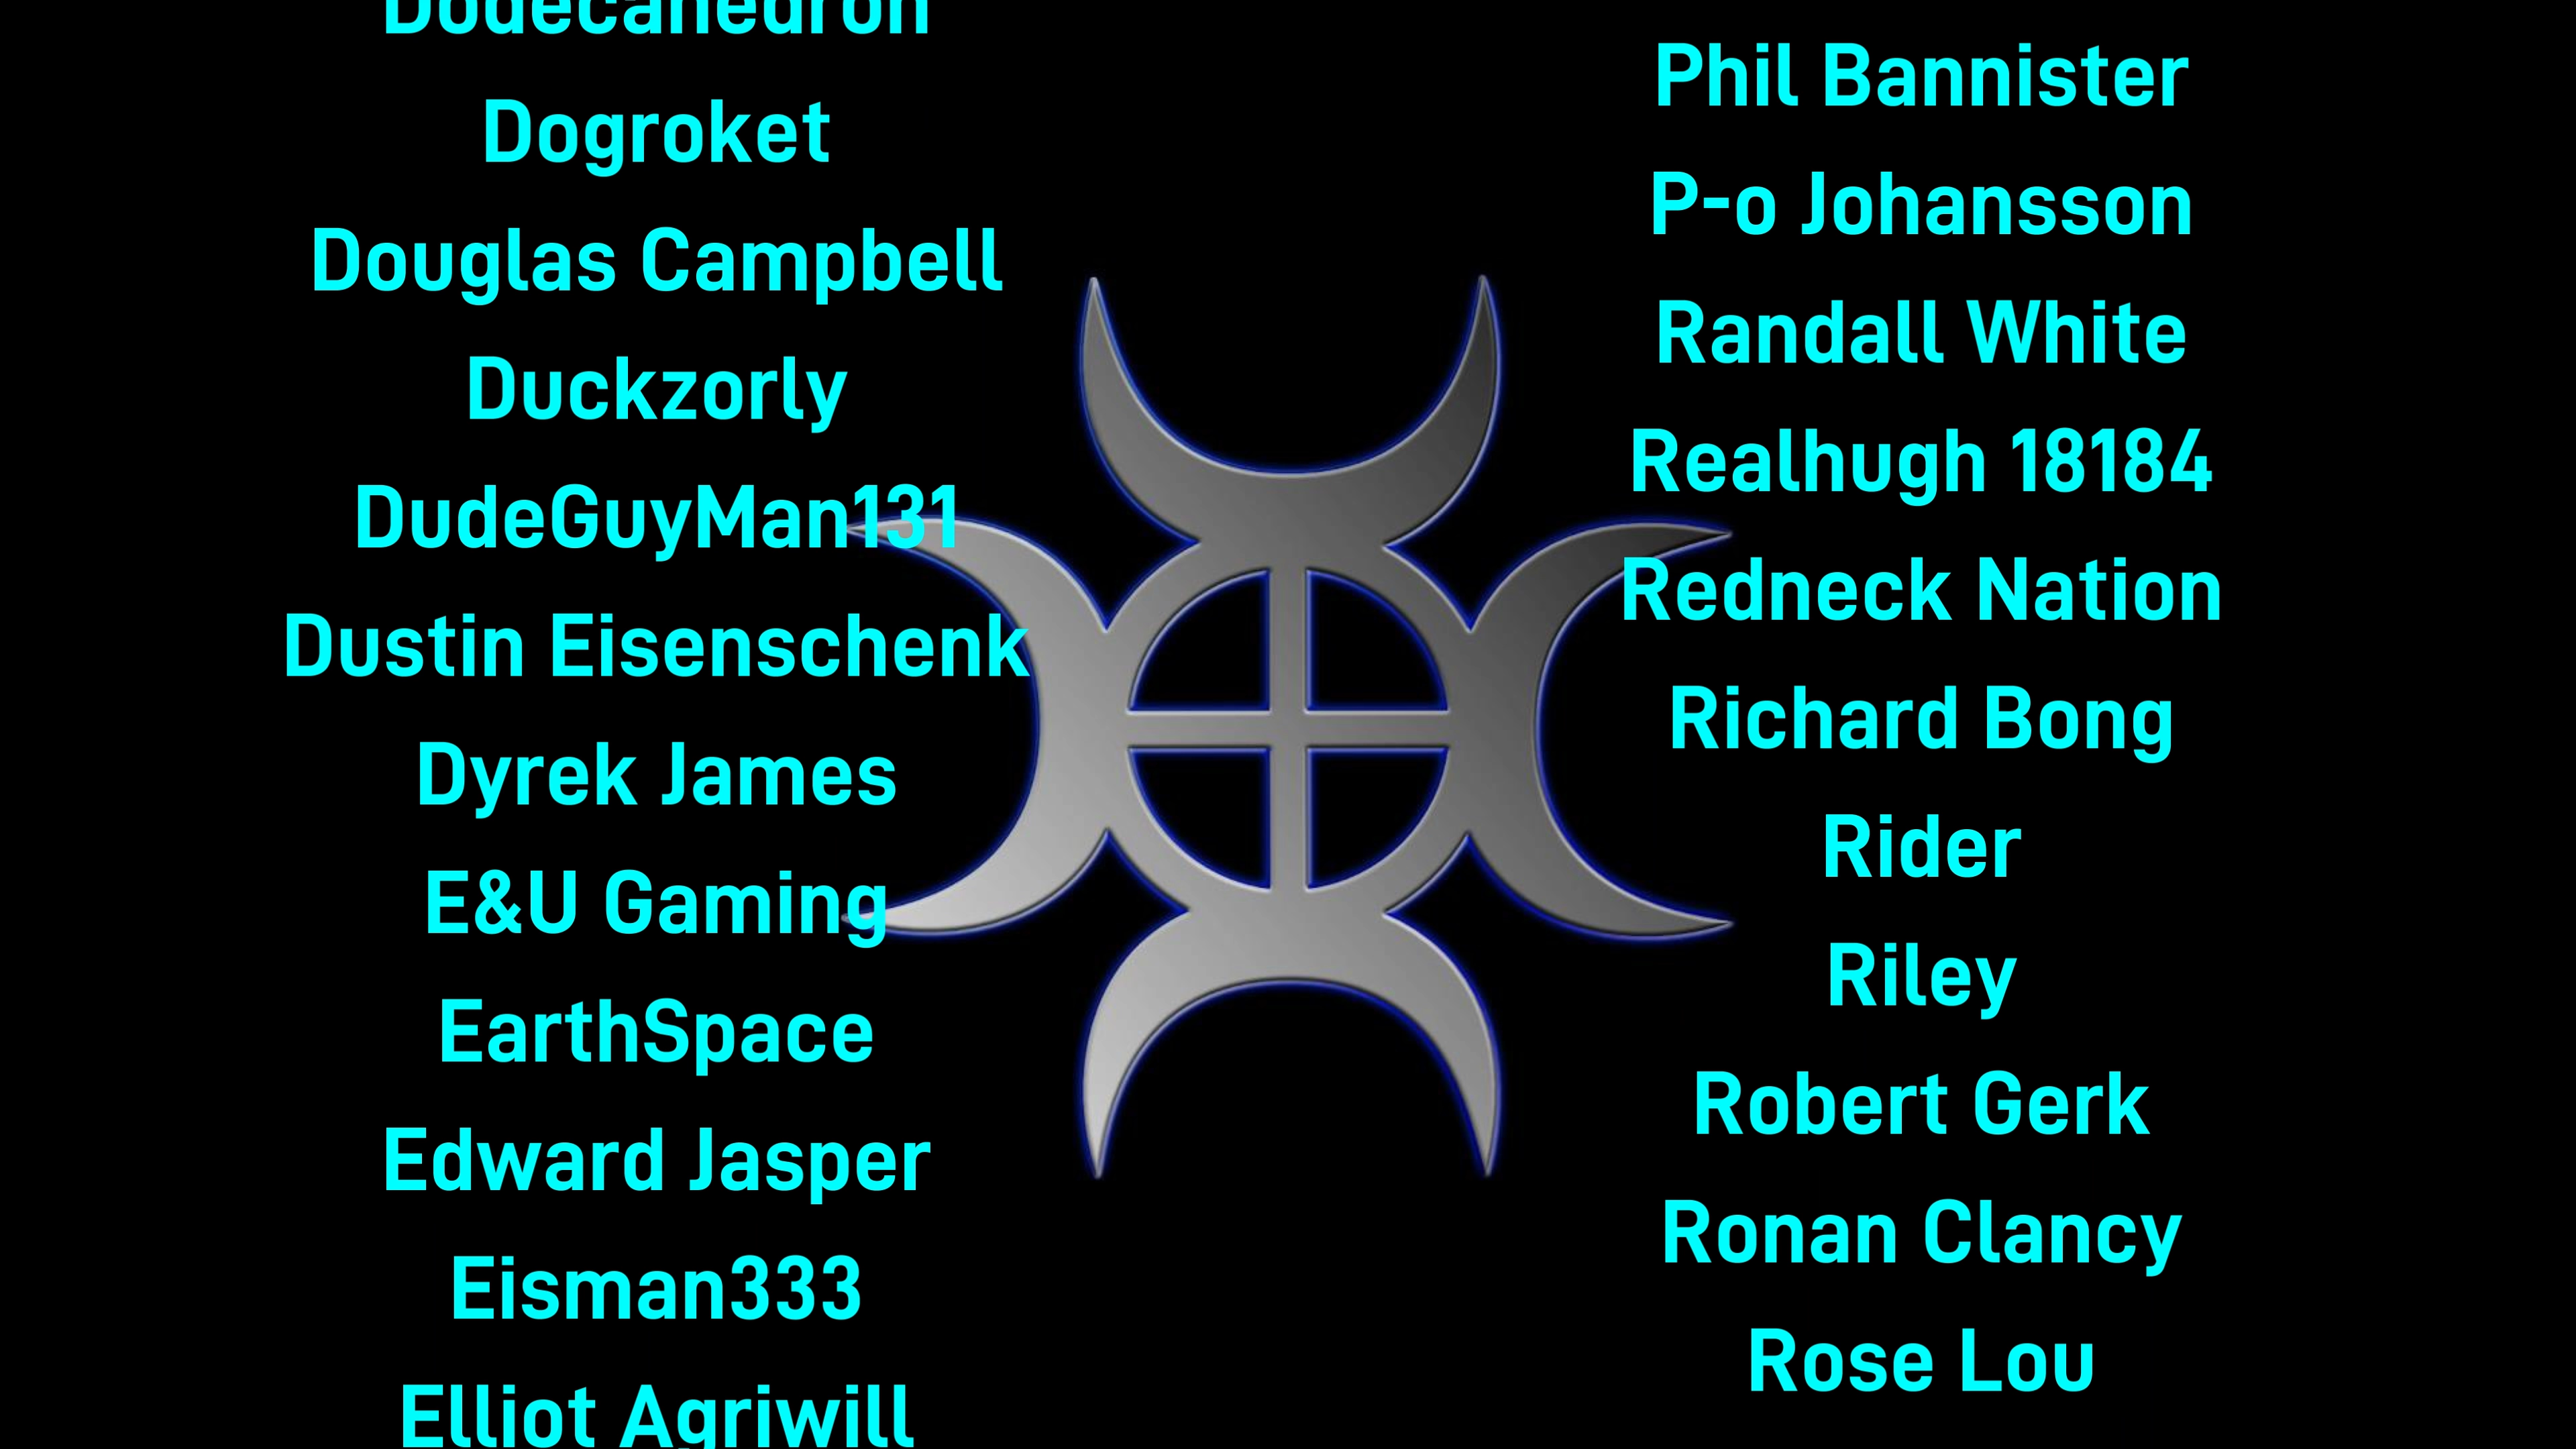 Dodecahedron
Dogroket
Douglas Campbell
Duckzorly
DudeGuyMan131
Dustin Eisenschenk
Dyrek James
E&U Gaming
EarthSpace
Edward Jasper
Eisman333
Elliot Agriwill
Phil Bannister
P-o Johansson
Randall White
Realhugh 18184
Redneck Nation
Richard Bong
Rider
Riley
Robert Gerk
Ronan Clancy
Rose Lou